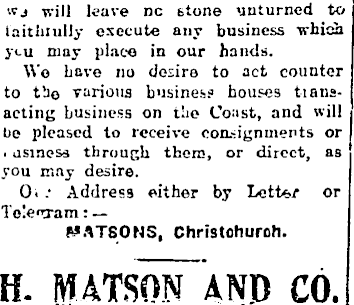 we will leave no stone unturned to
faithfully execute any business which
you may place in our hands.
We have no desire to act counter
to the various business houses trans-
acting business on the Coast, and will
be pleased to receive consignments or
business through them, or direct, as
you may desire.
Our Address either by Letter or
Telegram:—
MATSONS, Christchurch.
H. MATSON AND CO.